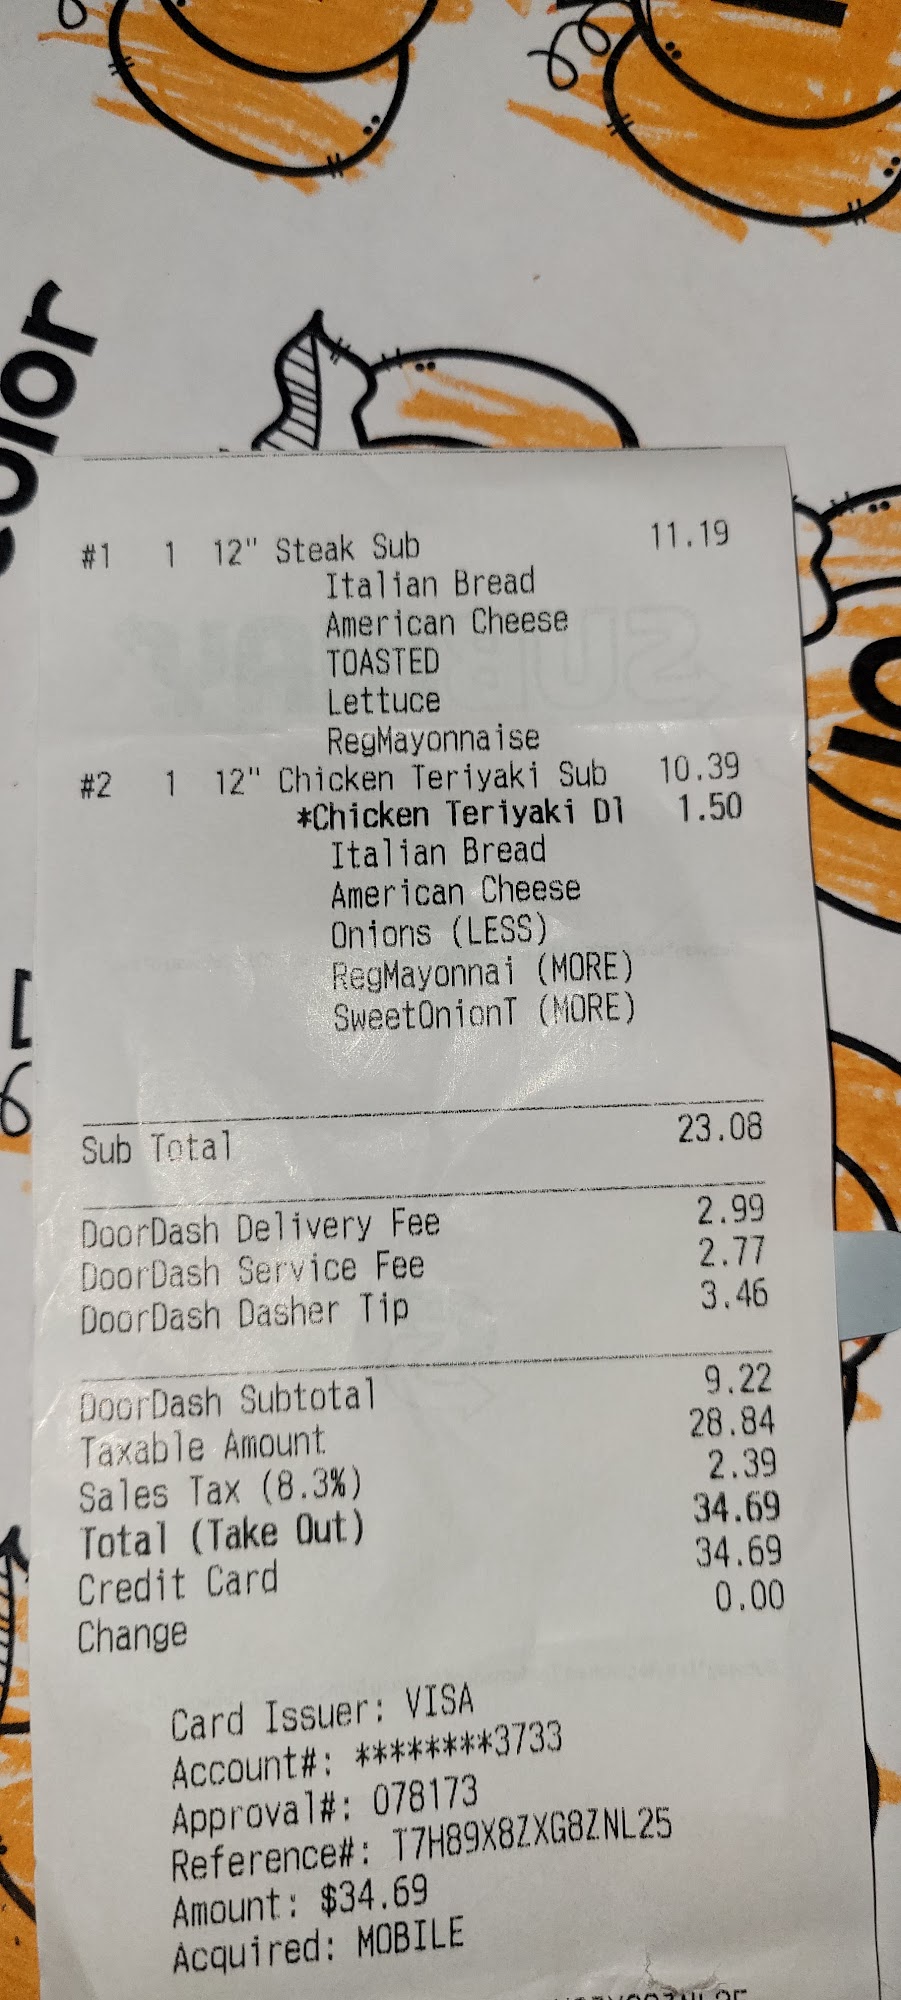 olor
#1 1 12" Steak Sub 11.19
Italian Bread
American Cheese
TOASTED
Lettuce
RegMayonnaise
#2 1 12" Chicken Teriyaki Sub 10.39
*Chicken Teriyaki Dl 1.50
Italian Bread
American Cheese
Onions (LESS)
RegMayonnai (MORE)
SweetOnionT (MORE)
Sub Total 23.08
DoorDash Delivery Fee 2.99
DoorDash Service Fee 2.77
DoorDash Dasher Tip 3.46
DoorDash Subtotal 9.22
Taxable Amount 28.84
Sales Tax (8.3%) 2.39
Total (Take Out) 34.69
Credit Card 34.69
Change 0.00
Card Issuer: VISA
Account#: ********3733
Approval#: 078173
Reference#: T7H89X8ZXG8ZNL25
Amount: $34.69
Acquired: MOBILE